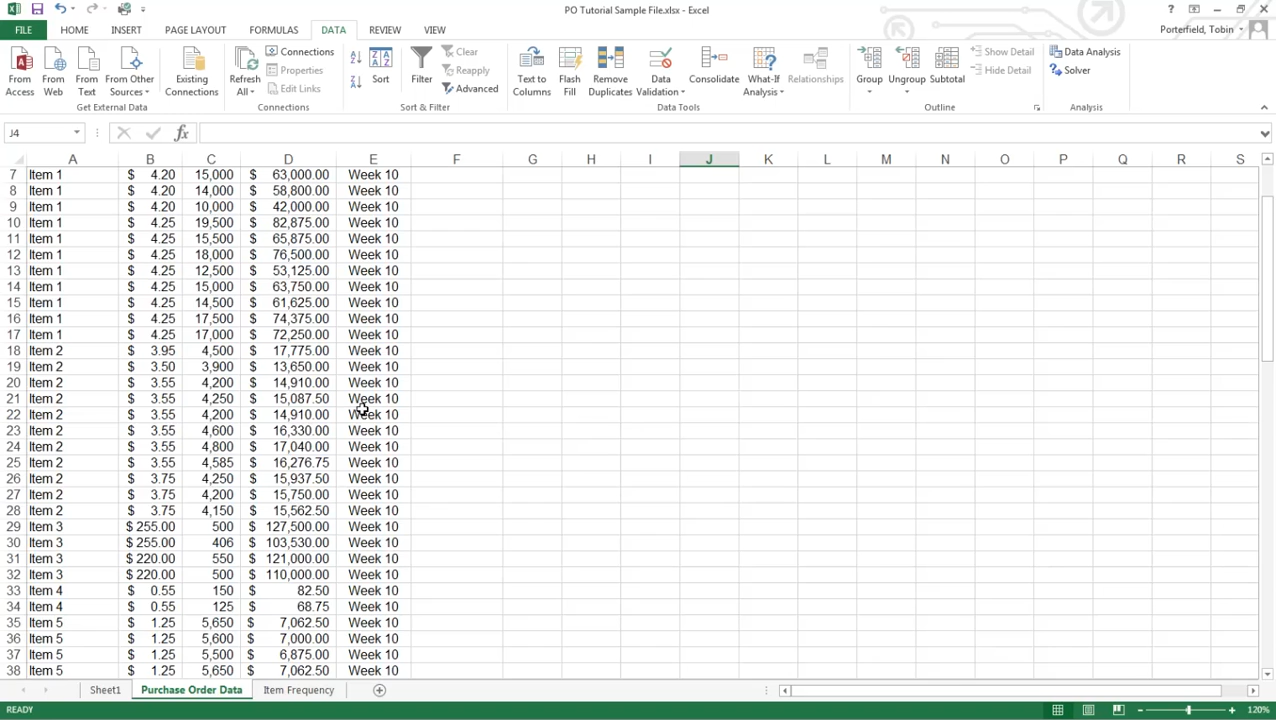 PO Tutorial Sample File.xlsx - Excel
FILE HOME INSERT PAGE LAYOUT FORMULAS DATA REVIEW VIEW Porterfield, Tobin
From Access From Web From Text From Other Sources Existing Connections Refresh All Connections Properties Edit Links Sort Filter Clear Reapply Advanced Text to Columns Flash Fill Remove Duplicates Data Validation Consolidate What-If Analysis Relationships Group Ungroup Subtotal Show Detail Hide Detail Data Analysis Solver
Get External Data Connections Sort & Filter Data Tools Outline Analysis
J4 fx
A B C D E F G H I J K L M N O P Q R S
7 Item 1 $ 4.20 15,000 $ 63,000.00 Week 10
8 Item 1 $ 4.20 14,000 $ 58,800.00 Week 10
9 Item 1 $ 4.20 10,000 $ 42,000.00 Week 10
10 Item 1 $ 4.25 19,500 $ 82,875.00 Week 10
11 Item 1 $ 4.25 15,500 $ 65,875.00 Week 10
12 Item 1 $ 4.25 18,000 $ 76,500.00 Week 10
13 Item 1 $ 4.25 12,500 $ 53,125.00 Week 10
14 Item 1 $ 4.25 15,000 $ 63,750.00 Week 10
15 Item 1 $ 4.25 14,500 $ 61,625.00 Week 10
16 Item 1 $ 4.25 17,500 $ 74,375.00 Week 10
17 Item 1 $ 4.25 17,000 $ 72,250.00 Week 10
18 Item 2 $ 3.95 4,500 $ 17,775.00 Week 10
19 Item 2 $ 3.50 3,900 $ 13,650.00 Week 10
20 Item 2 $ 3.55 4,200 $ 14,910.00 Week 10
21 Item 2 $ 3.55 4,250 $ 15,087.50 Week 10
22 Item 2 $ 3.55 4,200 $ 14,910.00 Week 10
23 Item 2 $ 3.55 4,600 $ 16,330.00 Week 10
24 Item 2 $ 3.55 4,800 $ 17,040.00 Week 10
25 Item 2 $ 3.55 4,585 $ 16,276.75 Week 10
26 Item 2 $ 3.75 4,250 $ 15,937.50 Week 10
27 Item 2 $ 3.75 4,200 $ 15,750.00 Week 10
28 Item 2 $ 3.75 4,150 $ 15,562.50 Week 10
29 Item 3 $ 255.00 500 $ 127,500.00 Week 10
30 Item 3 $ 255.00 406 $ 103,530.00 Week 10
31 Item 3 $ 220.00 550 $ 121,000.00 Week 10
32 Item 3 $ 220.00 500 $ 110,000.00 Week 10
33 Item 4 $ 0.55 150 $ 82.50 Week 10
34 Item 4 $ 0.55 125 $ 68.75 Week 10
35 Item 5 $ 1.25 5,650 $ 7,062.50 Week 10
36 Item 5 $ 1.25 5,600 $ 7,000.00 Week 10
37 Item 5 $ 1.25 5,500 $ 6,875.00 Week 10
38 Item 5 $ 1.25 5,650 $ 7,062.50 Week 10
Sheet1 Purchase Order Data Item Frequency
READY 120%